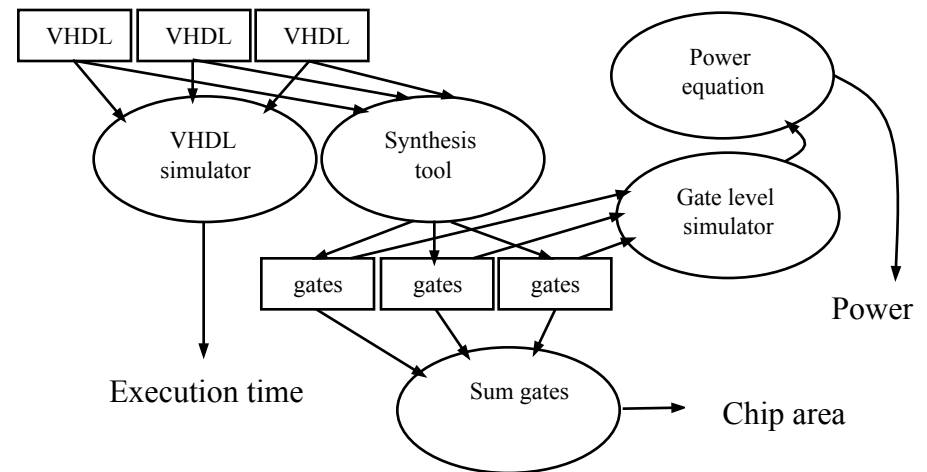 VHDL
VHDL
VHDL
Power
equation
VHDL
simulator
Synthesis
tool
Gate level
simulator
gates
gates
gates
Power
Execution time
Sum gates
Chip area